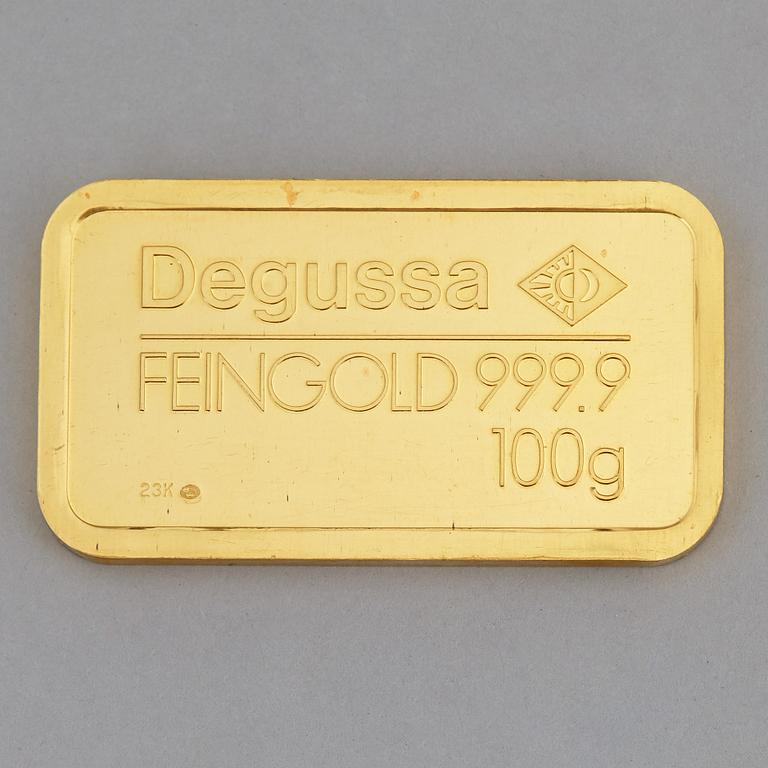 Degussa
FEINGOLD 999.9
100g
23K